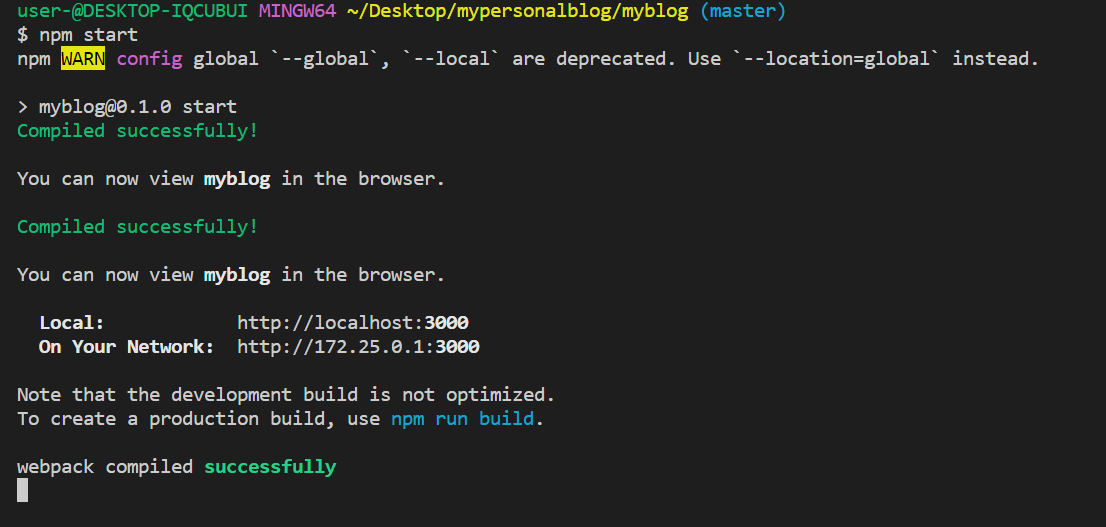 user-@DESKTOP-IQCUBUI MINGW64 ~/Desktop/mypersonalblog/myblog (master)
$ npm start
npm WARN config global `--global`, `--local` are deprecated. Use `--location=global` instead.
> myblog@0.1.0 start
Compiled successfully!
You can now view myblog in the browser.
Compiled successfully!
You can now view myblog in the browser.
Local: http://localhost:3000
On Your Network: http://172.25.0.1:3000
Note that the development build is not optimized.
To create a production build, use npm run build.
webpack compiled successfully